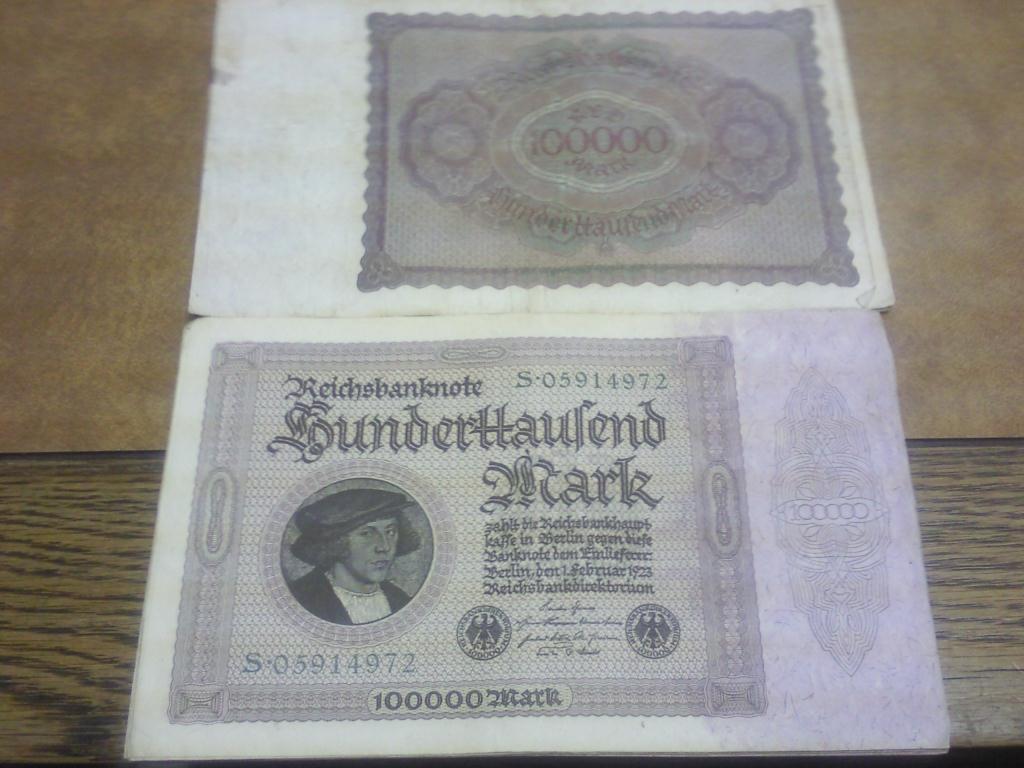 100000
Mark
Hunderttausend Mark
Reichsbanknote
S·05914972
Hunderttausend
Mark
zahlt die Reichsbankhaupt-
kasse in Berlin gegen diese
Banknote dem Einlieferer.
Berlin, den 1. Februar 1923
Reichsbankdirektorium
100000
S·05914972
100000 Mark